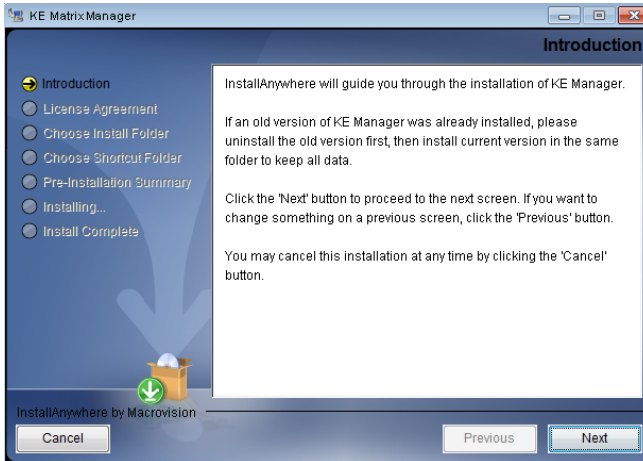 KE MatrixManager
Introduction
Introduction
License Agreement
Choose Install Folder
Choose Shortcut Folder
Pre-Installation Summary
Installing...
Install Complete
InstallAnywhere will guide you through the installation of KE Manager.
If an old version of KE Manager was already installed, please
uninstall the old version first, then install current version in the same
folder to keep all data.
Click the 'Next' button to proceed to the next screen. If you want to
change something on a previous screen, click the 'Previous' button.
You may cancel this installation at any time by clicking the 'Cancel'
button.
InstallAnywhere by Macrovision
Cancel
Previous
Next